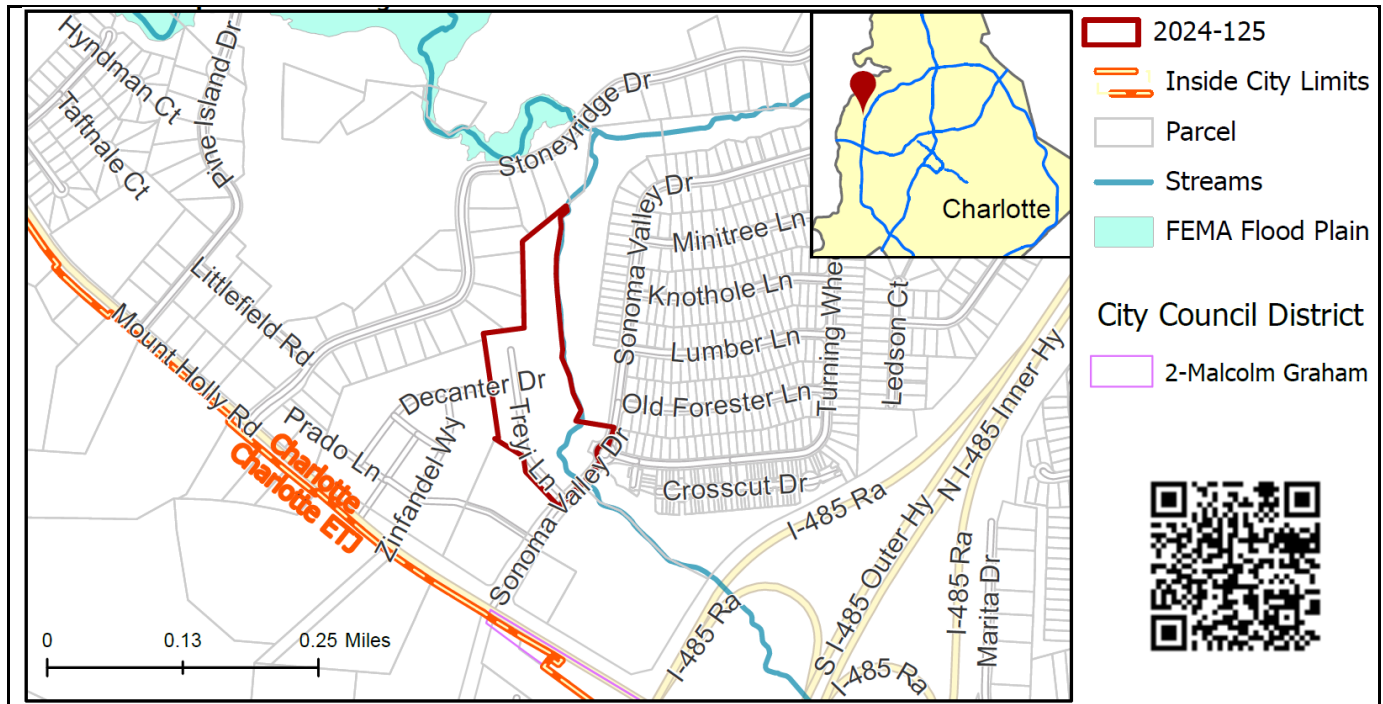 Hyndman Ct
Taftnale Ct
Pine Island Dr
Stoneyridge Dr
Sonoma Valley Dr
Minitree Ln
Knothole Ln
Lumber Ln
Old Forester Ln
Turning Whee
Ledson Ct
Littlefield Rd
Mount Holly Rd
Decanter Dr
Treyi Ln
Prado Ln
Zinfandel Wy
Charlotte
Charlotte ETJ
Sonoma Valley Dr
Crosscut Dr
I-485 Ra
I-485 Ra
S I-485 Outer Hy
N I-485 Inner Hy
I-485 Ra
I-485 Ra
Marita Dr
0 0.13 0.25 Miles
Charlotte
2024-125
Inside City Limits
Parcel
Streams
FEMA Flood Plain
City Council District
2-Malcolm Graham